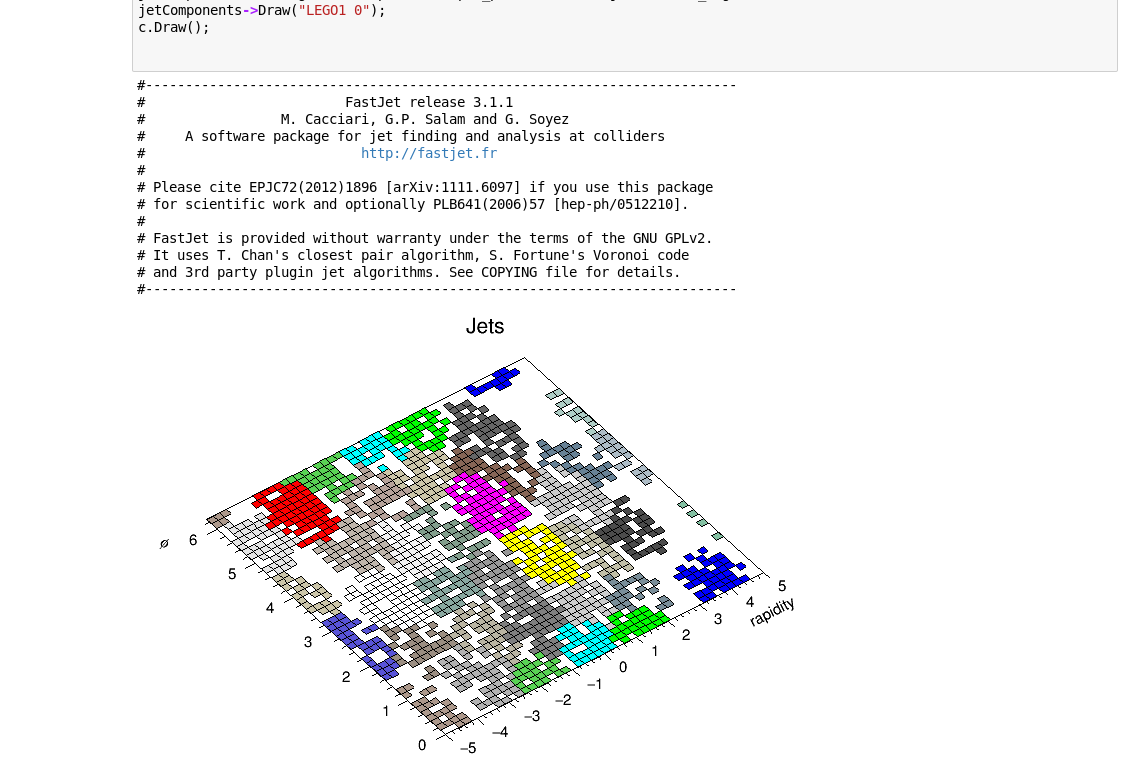 jetComponents->Draw("LEGO1 0");
c.Draw();
#--------------------------------------------------------------------------
#                         FastJet release 3.1.1
#                 M. Cacciari, G.P. Salam and G. Soyez
#     A software package for jet finding and analysis at colliders
#                           http://fastjet.fr
#
# Please cite EPJC72(2012)1896 [arXiv:1111.6097] if you use this package
# for scientific work and optionally PLB641(2006)57 [hep-ph/0512210].
#
# FastJet is provided without warranty under the terms of the GNU GPLv2.
# It uses T. Chan's closest pair algorithm, S. Fortune's Voronoi code
# and 3rd party plugin jet algorithms. See COPYING file for details.
#--------------------------------------------------------------------------
Jets
ø
6
5
4
3
2
1
0
−5
−4
−3
−2
−1
0
1
2
3
4
5
rapidity